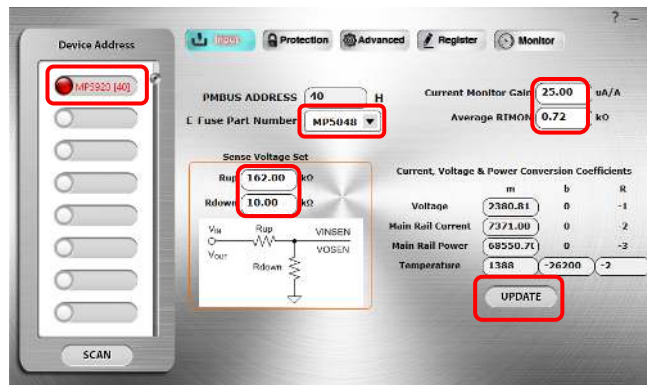 ? –
Device Address
Input
Protection
Advanced
Register
Monitor
MP5920 [40]
PMBUS ADDRESS 40 H
Current Monitor Gain 25.00 uA/A
E Fuse Part Number MP5048
Average RIMON 0.72 kΩ
Sense Voltage Set
Rup 162.00 kΩ
Rdown 10.00 kΩ
Current, Voltage & Power Conversion Coefficients
m b R
Voltage 2380.81 0 -1
Main Rail Current 7371.00 0 -2
Main Rail Power 68550.7( 0 -3
Temperature 1388 -26200 -2
VIN Rup VINSEN
VOUT VOSEN
Rdown
UPDATE
SCAN